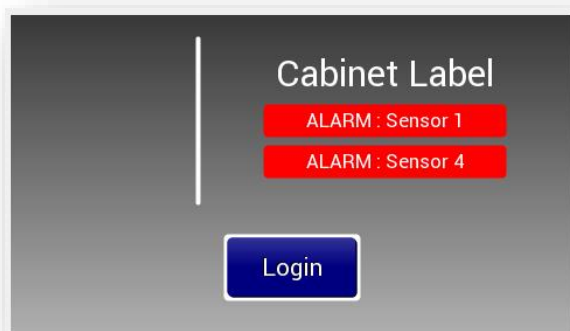 Cabinet Label
ALARM : Sensor 1
ALARM : Sensor 4
Login